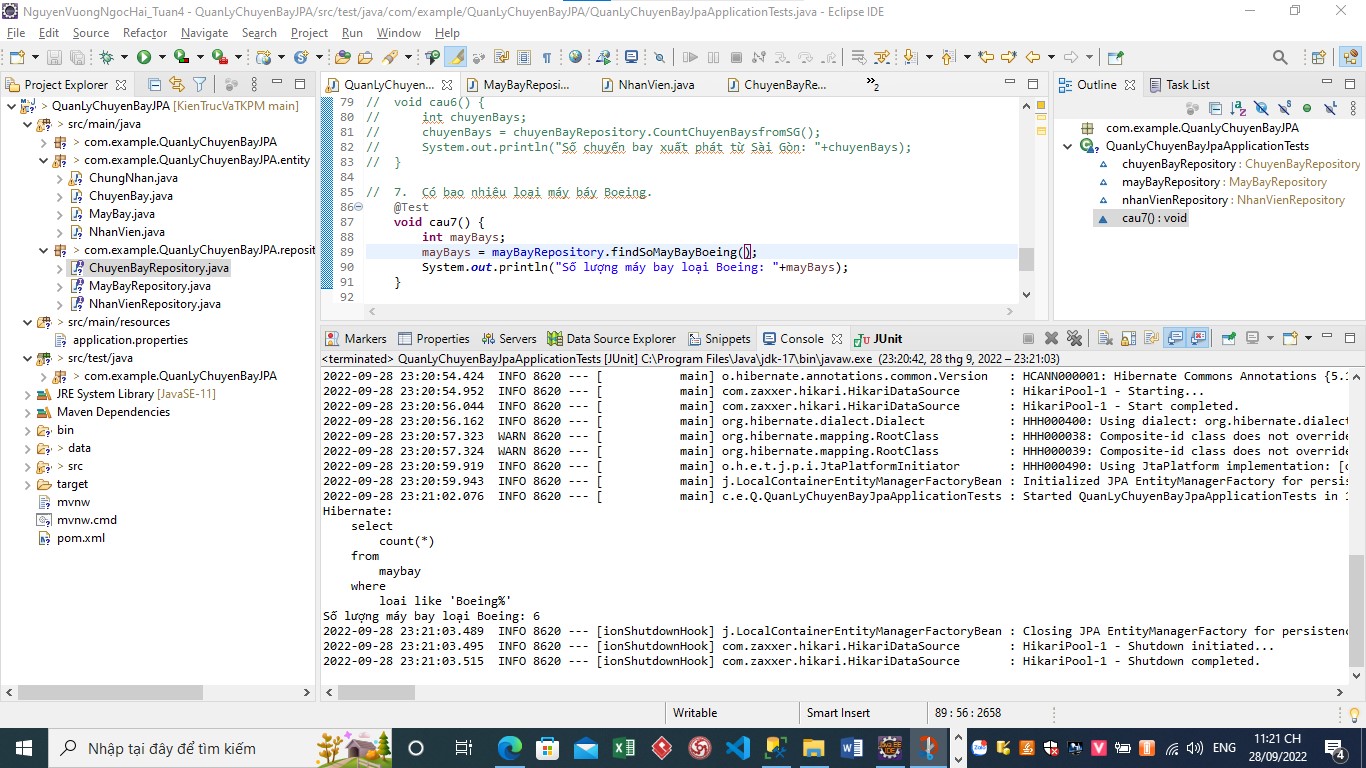 NguyenVuongNgocHai_Tuan4 - QuanLyChuyenBayJPA/src/test/java/com/example/QuanLyChuyenBayJPA/QuanLyChuyenBayJpaApplicationTests.java - Eclipse IDE
File Edit Source Refactor Navigate Search Project Run Window Help
Project Explorer
QuanLyChuyenBayJPA [KienTrucVaTKPM main]
> src/main/java
> com.example.QuanLyChuyenBayJPA
> com.example.QuanLyChuyenBayJPA.entity
> ChungNhan.java
> ChuyenBay.java
> MayBay.java
> NhanVien.java
> com.example.QuanLyChuyenBayJPA.reposit
> ChuyenBayRepository.java
> MayBayRepository.java
> NhanVienRepository.java
> src/main/resources
application.properties
> src/test/java
> com.example.QuanLyChuyenBayJPA
JRE System Library [JavaSE-11]
Maven Dependencies
bin
> data
> src
target
mvnw
mvnw.cmd
pom.xml
QuanLyChuyen... MayBayReposi... NhanVien.java ChuyenBayRe... »2
79 // void cau6() {
80 // int chuyenBays;
81 // chuyenBays = chuyenBayRepository.CountChuyenBaysfromSG();
82 // System.out.println("Số chuyến bay xuất phát từ Sài Gòn: "+chuyenBays);
83 // }
84
85 // 7. Có bao nhiêu loại máy báy Boeing.
86 @Test
87 void cau7() {
88 int mayBays;
89 mayBays = mayBayRepository.findSoMayBayBoeing();
90 System.out.println("Số lượng máy bay loại Boeing: "+mayBays);
91 }
92
Outline Task List
com.example.QuanLyChuyenBayJPA
QuanLyChuyenBayJpaApplicationTests
chuyenBayRepository : ChuyenBayRepository
mayBayRepository : MayBayRepository
nhanVienRepository : NhanVienRepository
cau7() : void
Markers Properties Servers Data Source Explorer Snippets Console JUnit
<terminated> QuanLyChuyenBayJpaApplicationTests [JUnit] C:\Program Files\Java\jdk-17\bin\javaw.exe (23:20:42, 28 thg 9, 2022 – 23:21:03)
2022-09-28 23:20:54.424 INFO 8620 --- [ main] o.hibernate.annotations.common.Version : HCANN000001: Hibernate Commons Annotations {5.1
2022-09-28 23:20:54.952 INFO 8620 --- [ main] com.zaxxer.hikari.HikariDataSource : HikariPool-1 - Starting...
2022-09-28 23:20:56.044 INFO 8620 --- [ main] com.zaxxer.hikari.HikariDataSource : HikariPool-1 - Start completed.
2022-09-28 23:20:56.162 INFO 8620 --- [ main] org.hibernate.dialect.Dialect : HHH000400: Using dialect: org.hibernate.dialect
2022-09-28 23:20:57.323 WARN 8620 --- [ main] org.hibernate.mapping.RootClass : HHH000038: Composite-id class does not override
2022-09-28 23:20:57.324 WARN 8620 --- [ main] org.hibernate.mapping.RootClass : HHH000039: Composite-id class does not override
2022-09-28 23:20:59.919 INFO 8620 --- [ main] o.h.e.t.j.p.i.JtaPlatformInitiator : HHH000490: Using JtaPlatform implementation: [o
2022-09-28 23:20:59.943 INFO 8620 --- [ main] j.LocalContainerEntityManagerFactoryBean : Initialized JPA EntityManagerFactory for persis
2022-09-28 23:21:02.076 INFO 8620 --- [ main] c.e.Q.QuanLyChuyenBayJpaApplicationTests : Started QuanLyChuyenBayJpaApplicationTests in 1
Hibernate:
select
count(*)
from
maybay
where
loai like 'Boeing%'
Số lượng máy bay loại Boeing: 6
2022-09-28 23:21:03.489 INFO 8620 --- [ionShutdownHook] j.LocalContainerEntityManagerFactoryBean : Closing JPA EntityManagerFactory for persistenc
2022-09-28 23:21:03.495 INFO 8620 --- [ionShutdownHook] com.zaxxer.hikari.HikariDataSource : HikariPool-1 - Shutdown initiated...
2022-09-28 23:21:03.515 INFO 8620 --- [ionShutdownHook] com.zaxxer.hikari.HikariDataSource : HikariPool-1 - Shutdown completed.
Writable Smart Insert 89 : 56 : 2658
Nhập tại đây để tìm kiếm
ENG
11:21 CH
28/09/2022
4